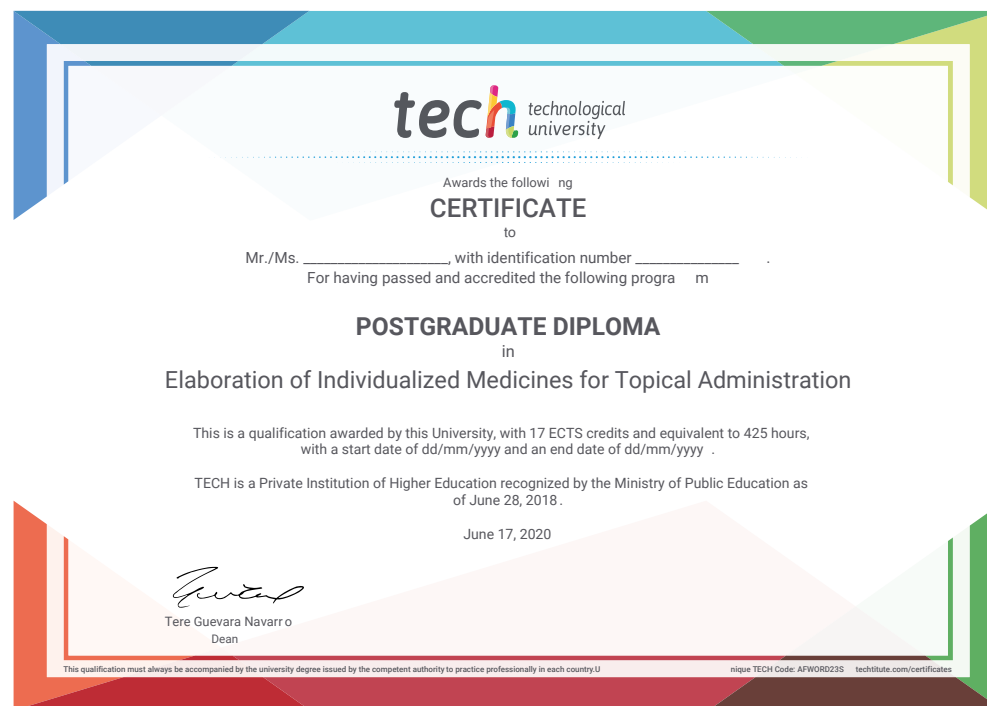 tech technological
university
Awards the followi ng
CERTIFICATE
to
Mr./Ms. _____________________, with identification number _______________ .
For having passed and accredited the following progra m
POSTGRADUATE DIPLOMA
in
Elaboration of Individualized Medicines for Topical Administration
This is a qualification awarded by this University, with 17 ECTS credits and equivalent to 425 hours,
with a start date of dd/mm/yyyy and an end date of dd/mm/yyyy .
TECH is a Private Institution of Higher Education recognized by the Ministry of Public Education as
of June 28, 2018 .
June 17, 2020
Tere Guevara Navarr o
Dean
This qualification must always be accompanied by the university degree issued by the competent authority to practice professionally in each country.U nique TECH Code: AFWORD23S techtitute.com/certificates